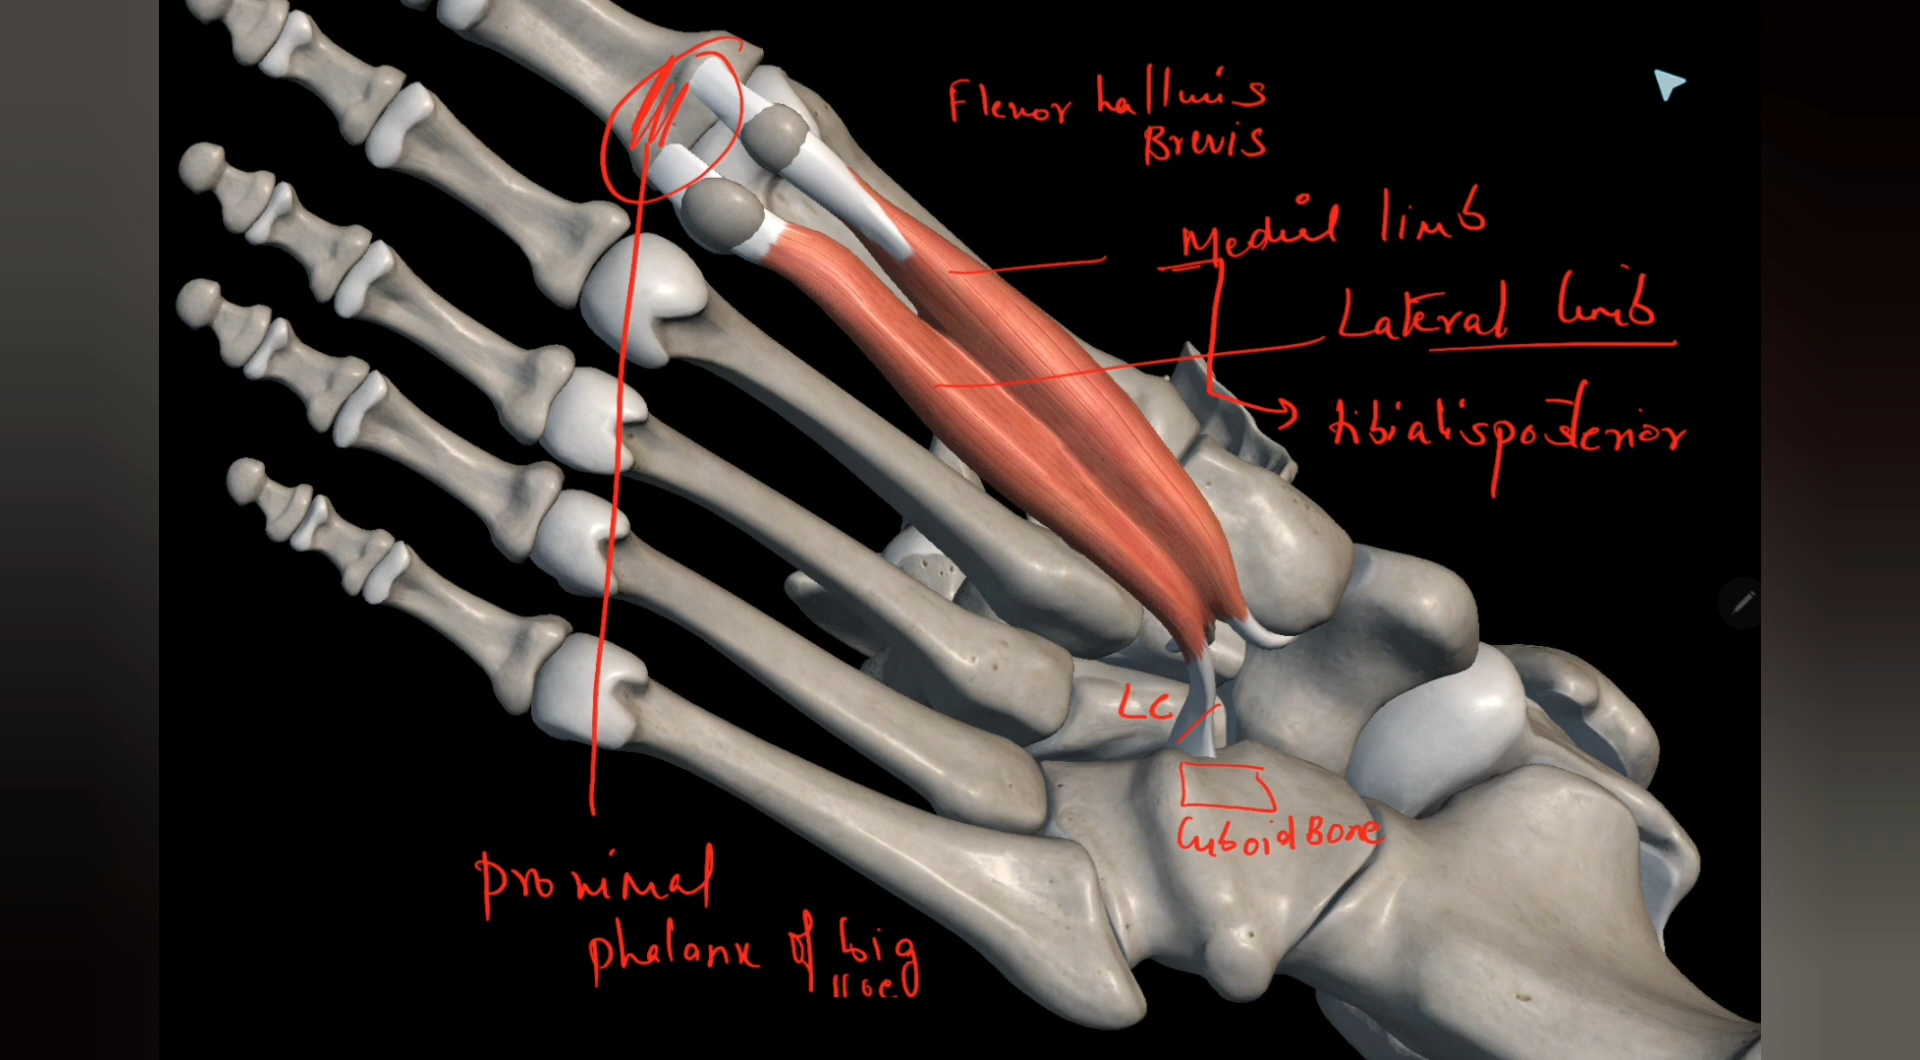 Flexor hallucis
Brevis
Medial limb
Lateral limb
tibialis posterior
LC
Cuboid Bone
proximal
phalanx of big
toe